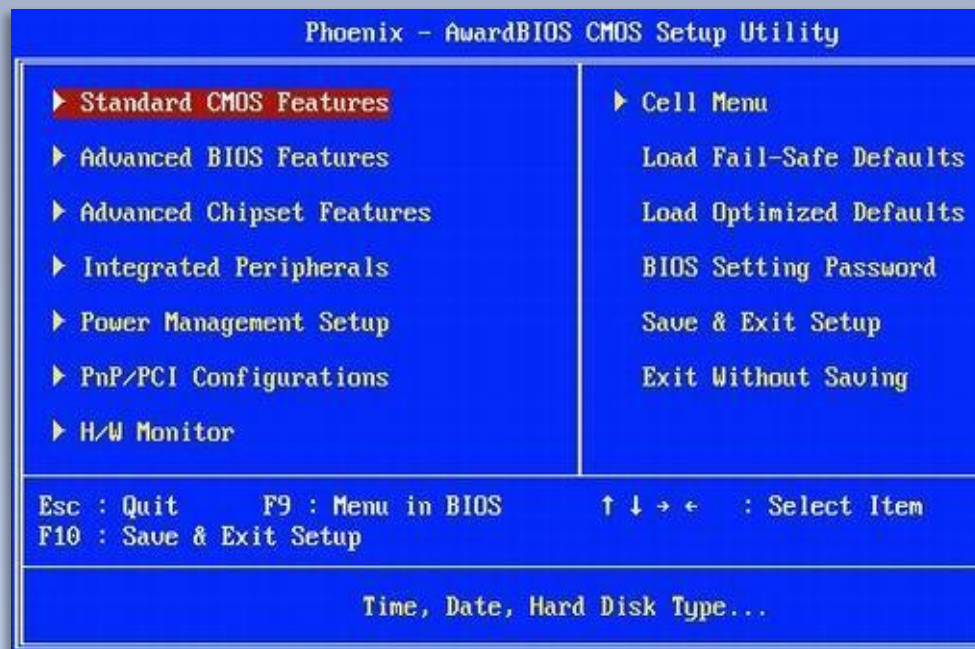 Phoenix - AwardBIOS CMOS Setup Utility
Standard CMOS Features
Advanced BIOS Features
Advanced Chipset Features
Integrated Peripherals
Power Management Setup
PnP/PCI Configurations
H/W Monitor
Cell Menu
Load Fail-Safe Defaults
Load Optimized Defaults
BIOS Setting Password
Save & Exit Setup
Exit Without Saving
Esc : Quit F9 : Menu in BIOS ↑ ↓ → ← : Select Item
F10 : Save & Exit Setup
Time, Date, Hard Disk Type...